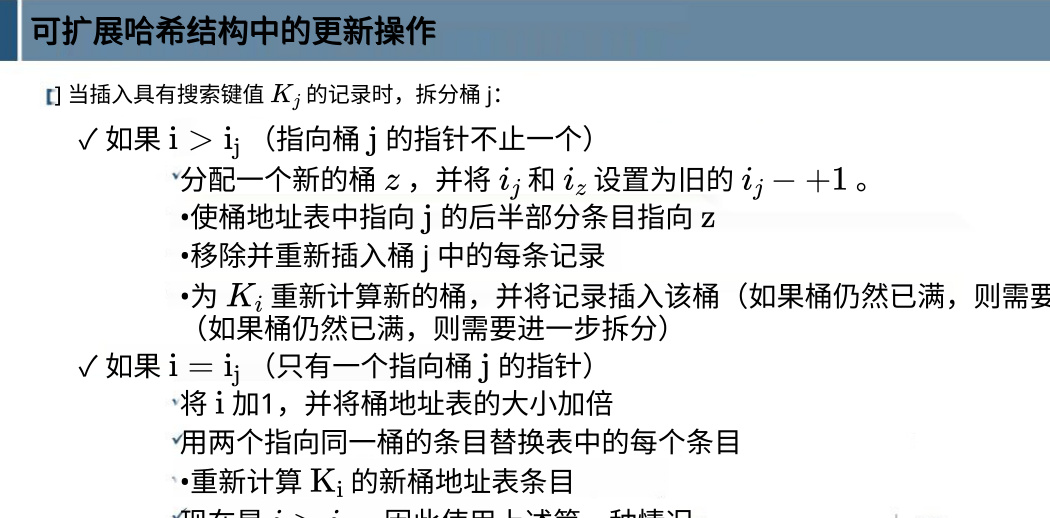 可扩展哈希结构中的更新操作
[] 当插入具有搜索键值 K_j 的记录时，拆分桶 j：
✓ 如果 i > i_j （指向桶 j 的指针不止一个）
分配一个新的桶 z ，并将 i_j 和 i_z 设置为旧的 i_j − +1 。
•使桶地址表中指向 j 的后半部分条目指向 z
•移除并重新插入桶 j 中的每条记录
•为 K_i 重新计算新的桶，并将记录插入该桶（如果桶仍然已满，则需要
（如果桶仍然已满，则需要进一步拆分）
✓ 如果 i = i_j （只有一个指向桶 j 的指针）
将 i 加1，并将桶地址表的大小加倍
✓用两个指向同一桶的条目替换表中的每个条目
•重新计算 K_i 的新桶地址表条目